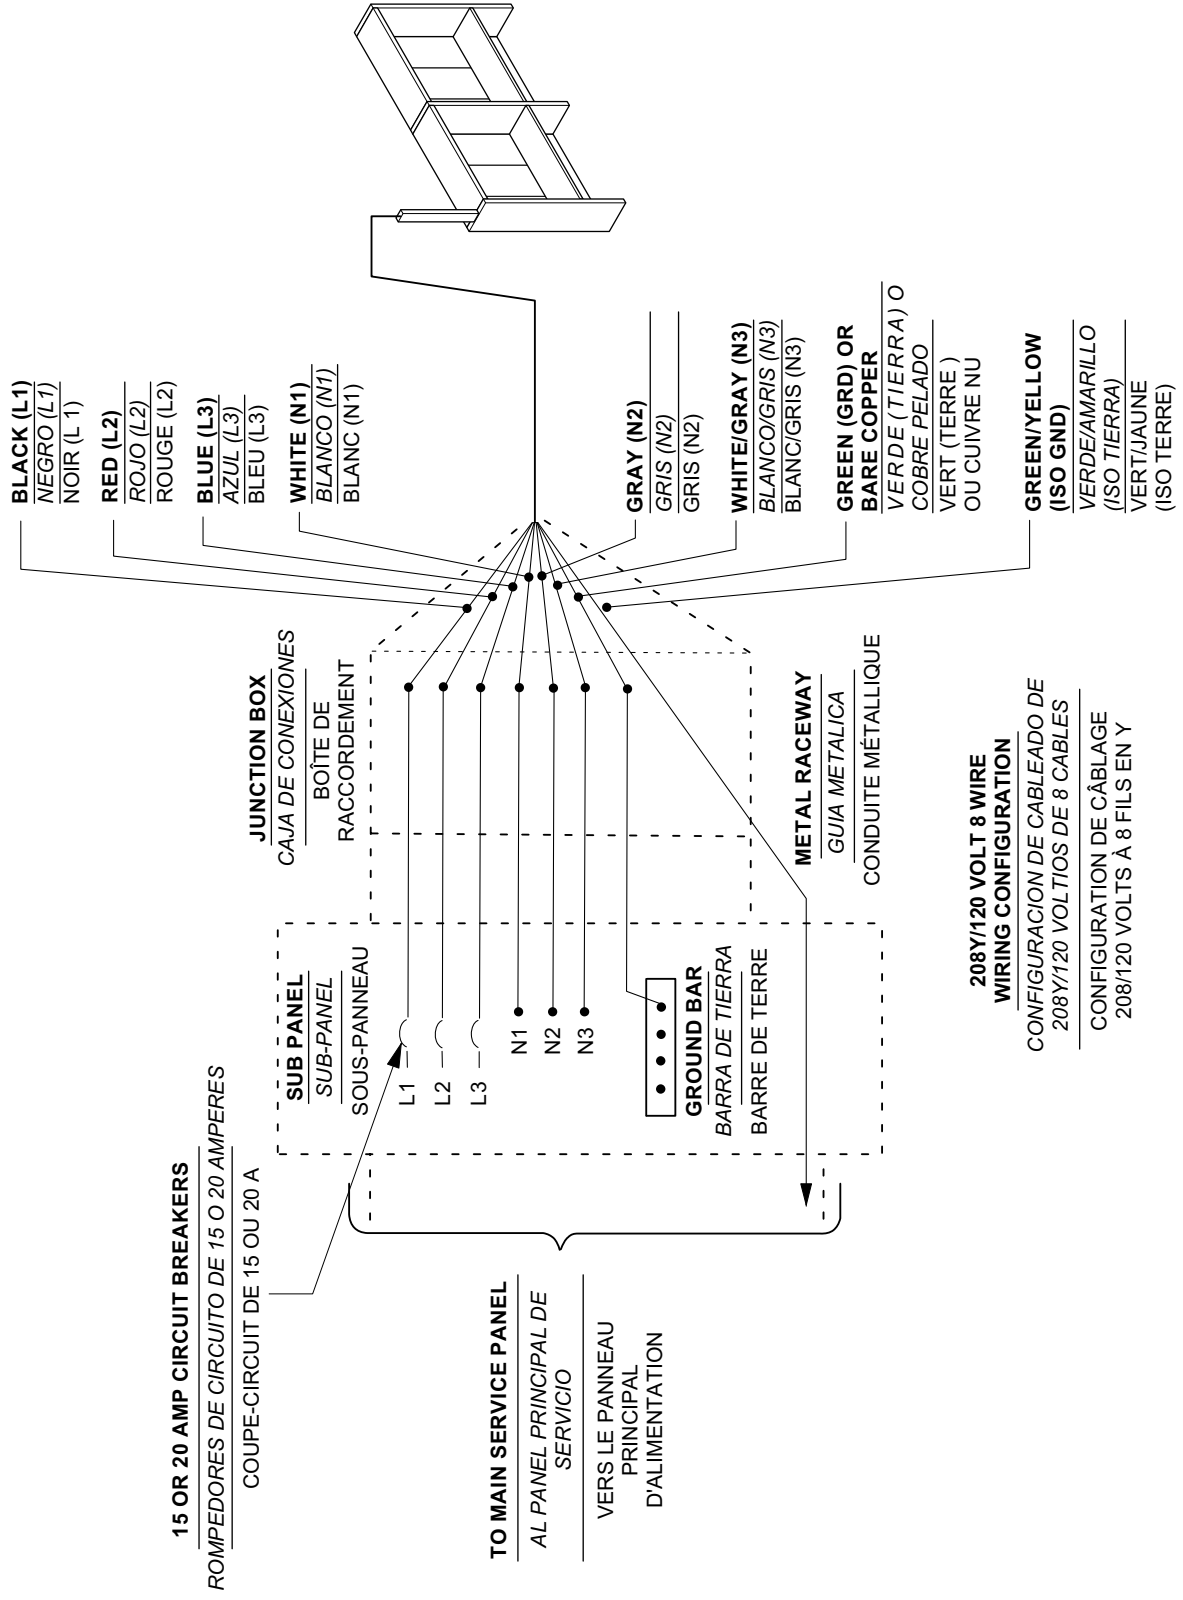 15 OR 20 AMP CIRCUIT BREAKERS
ROMPEDORES DE CIRCUITO DE 15 O 20 AMPERES
COUPE-CIRCUIT DE 15 OU 20 A
TO MAIN SERVICE PANEL
AL PANEL PRINCIPAL DE
SERVICIO
VERS LE PANNEAU
PRINCIPAL
D'ALIMENTATION
SUB PANEL
SUB-PANEL
SOUS-PANNEAU
L1
L2
L3
N1
N2
N3
GROUND BAR
BARRA DE TIERRA
BARRE DE TERRE
JUNCTION BOX
CAJA DE CONEXIONES
BOÎTE DE
RACCORDEMENT
METAL RACEWAY
GUIA METALICA
CONDUITE MÉTALLIQUE
208Y/120 VOLT 8 WIRE
WIRING CONFIGURATION
CONFIGURACION DE CABLEADO DE
208Y/120 VOLTIOS DE 8 CABLES
CONFIGURATION DE CÂBLAGE
208/120 VOLTS À 8 FILS EN Y
BLACK (L1)
NEGRO (L1)
NOIR (L 1)
RED (L2)
ROJO (L2)
ROUGE (L2)
BLUE (L3)
AZUL (L3)
BLEU (L3)
WHITE (N1)
BLANCO (N1)
BLANC (N1)
GRAY (N2)
GRIS (N2)
GRIS (N2)
WHITE/GRAY (N3)
BLANCO/GRIS (N3)
BLANC/GRIS (N3)
GREEN (GRD) OR
BARE COPPER
VERDE (TIERRA) O
COBRE PELADO
VERT (TERRE )
OU CUIVRE NU
GREEN/YELLOW
(ISO GND)
VERDE/AMARILLO
(ISO TIERRA)
VERT/JAUNE
(ISO TERRE)